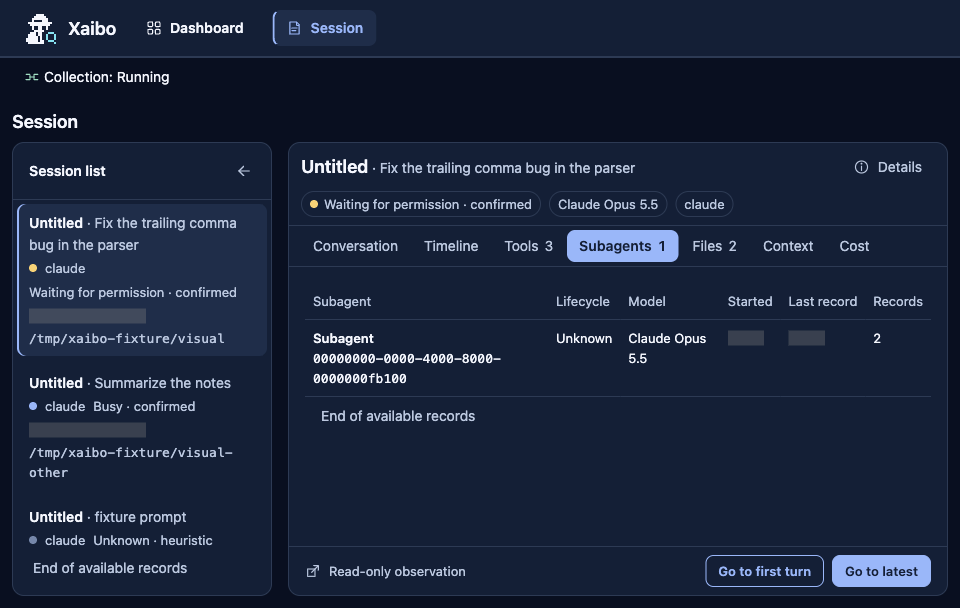 Xaibo
Dashboard
Session
Collection: Running
Session
Session list
Untitled · Fix the trailing comma
bug in the parser
claude
Waiting for permission · confirmed
/tmp/xaibo-fixture/visual
Untitled · Summarize the notes
claude Busy · confirmed
/tmp/xaibo-fixture/visual-
other
Untitled · fixture prompt
claude Unknown · heuristic
End of available records
Untitled · Fix the trailing comma bug in the parser
Details
Waiting for permission · confirmed
Claude Opus 5.5
claude
Conversation Timeline Tools 3 Subagents 1 Files 2 Context Cost
Subagent Lifecycle Model Started Last record Records
Subagent Unknown Claude Opus 2
00000000-0000-4000-8000- 5.5
0000000fb100
End of available records
Read-only observation
Go to first turn
Go to latest